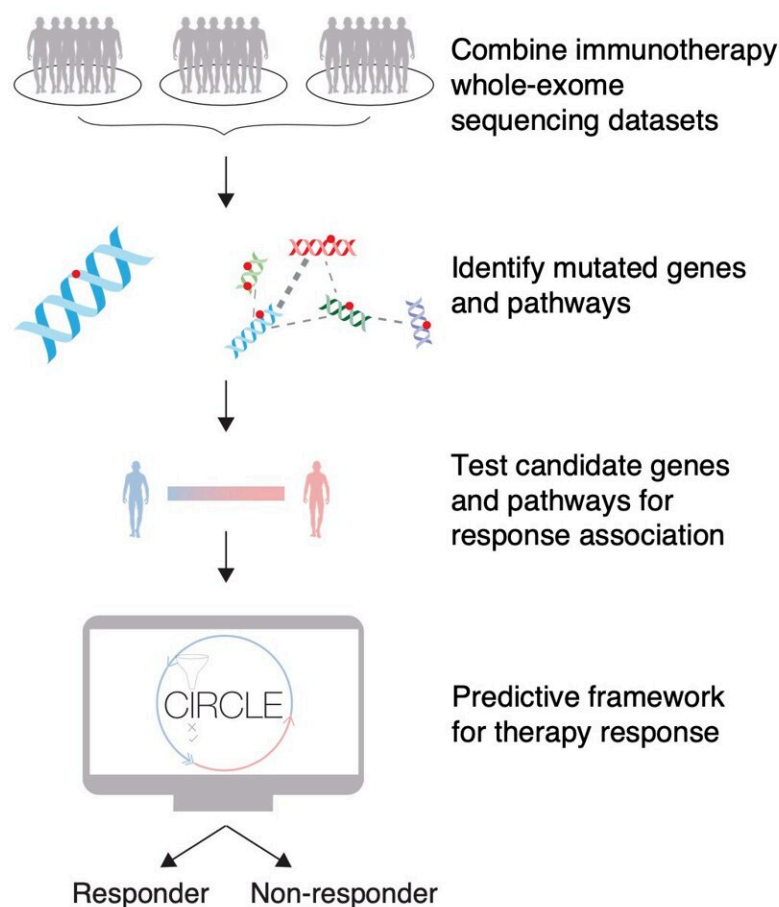 Combine immunotherapy
whole-exome
sequencing datasets
Identify mutated genes
and pathways
Test candidate genes
and pathways for
response association
CIRCLE
Predictive framework
for therapy response
Responder
Non-responder